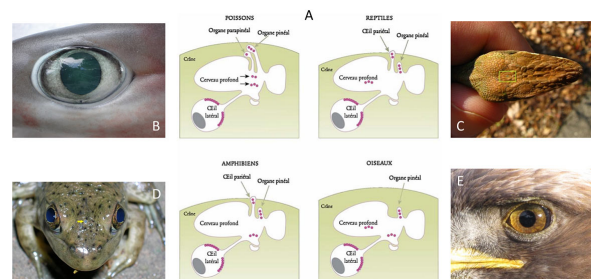 A
POISSONS
Organe parapinéal
Organe pinéal
Crâne
Cerveau profond
Œil
latéral
B
REPTILES
Œil pariétal
Organe pinéal
Crâne
Cerveau profond
Œil
latéral
C
AMPHIBIENS
Œil pariétal
Organe pinéal
Crâne
Cerveau profond
Œil
latéral
D
OISEAUX
Organe pinéal
Crâne
Cerveau profond
Œil
latéral
E